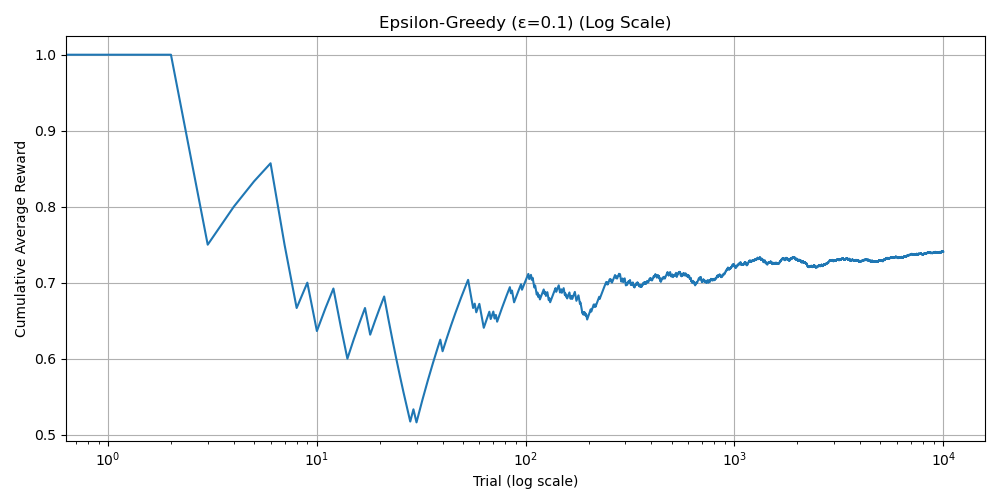 Epsilon-Greedy (ε=0.1) (Log Scale)
Cumulative Average Reward
1.0
0.9
0.8
0.7
0.6
0.5
10⁰ 10¹ 10² 10³ 10⁴
Trial (log scale)